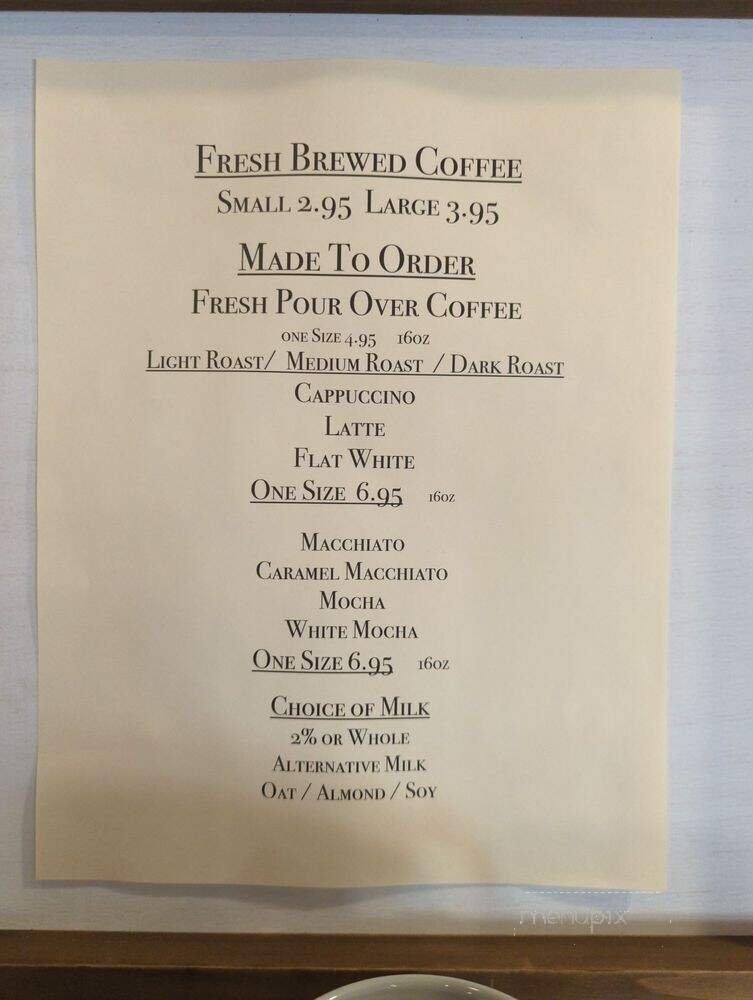 Fresh Brewed Coffee
Small 2.95 Large 3.95
Made To Order
Fresh Pour Over Coffee
one Size 4.95 16oz
Light Roast/ Medium Roast / Dark Roast
Cappuccino
Latte
Flat White
One Size 6.95 16oz
Macchiato
Caramel Macchiato
Mocha
White Mocha
One Size 6.95 16oz
Choice of Milk
2% or Whole
Alternative Milk
Oat / Almond / Soy
menupix